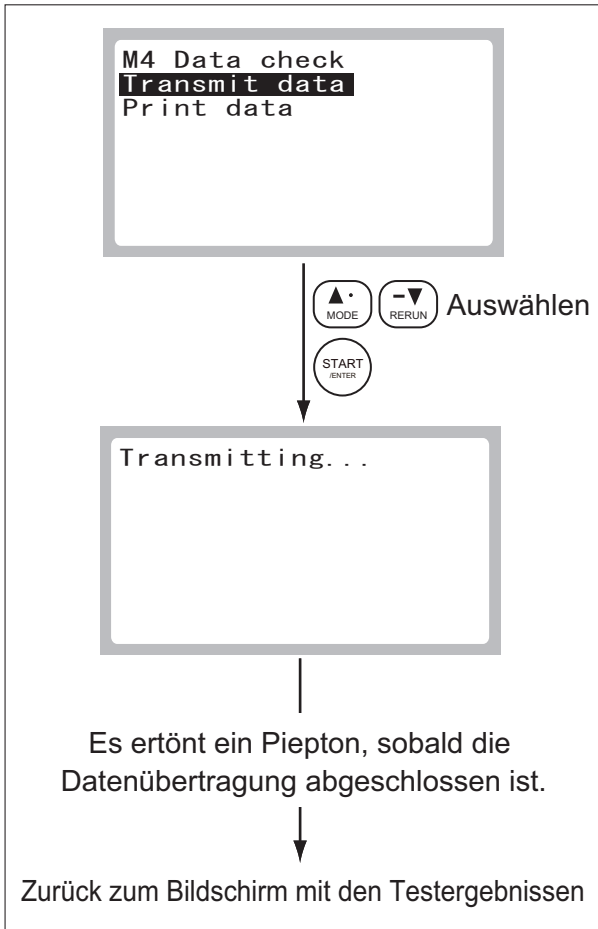 M4 Data check
Transmit data
Print data
MODE
RERUN
Auswählen
START
/ENTER
Transmitting...
Es ertönt ein Piepton, sobald die
Datenübertragung abgeschlossen ist.
Zurück zum Bildschirm mit den Testergebnissen